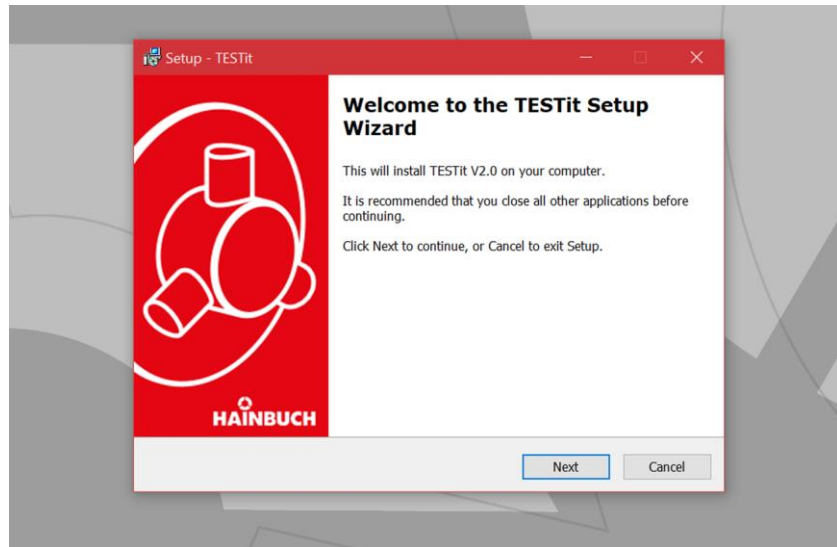 Setup - TESTit
Welcome to the TESTit Setup
Wizard
This will install TESTit V2.0 on your computer.
It is recommended that you close all other applications before
continuing.
Click Next to continue, or Cancel to exit Setup.
HAINBUCH
Next
Cancel